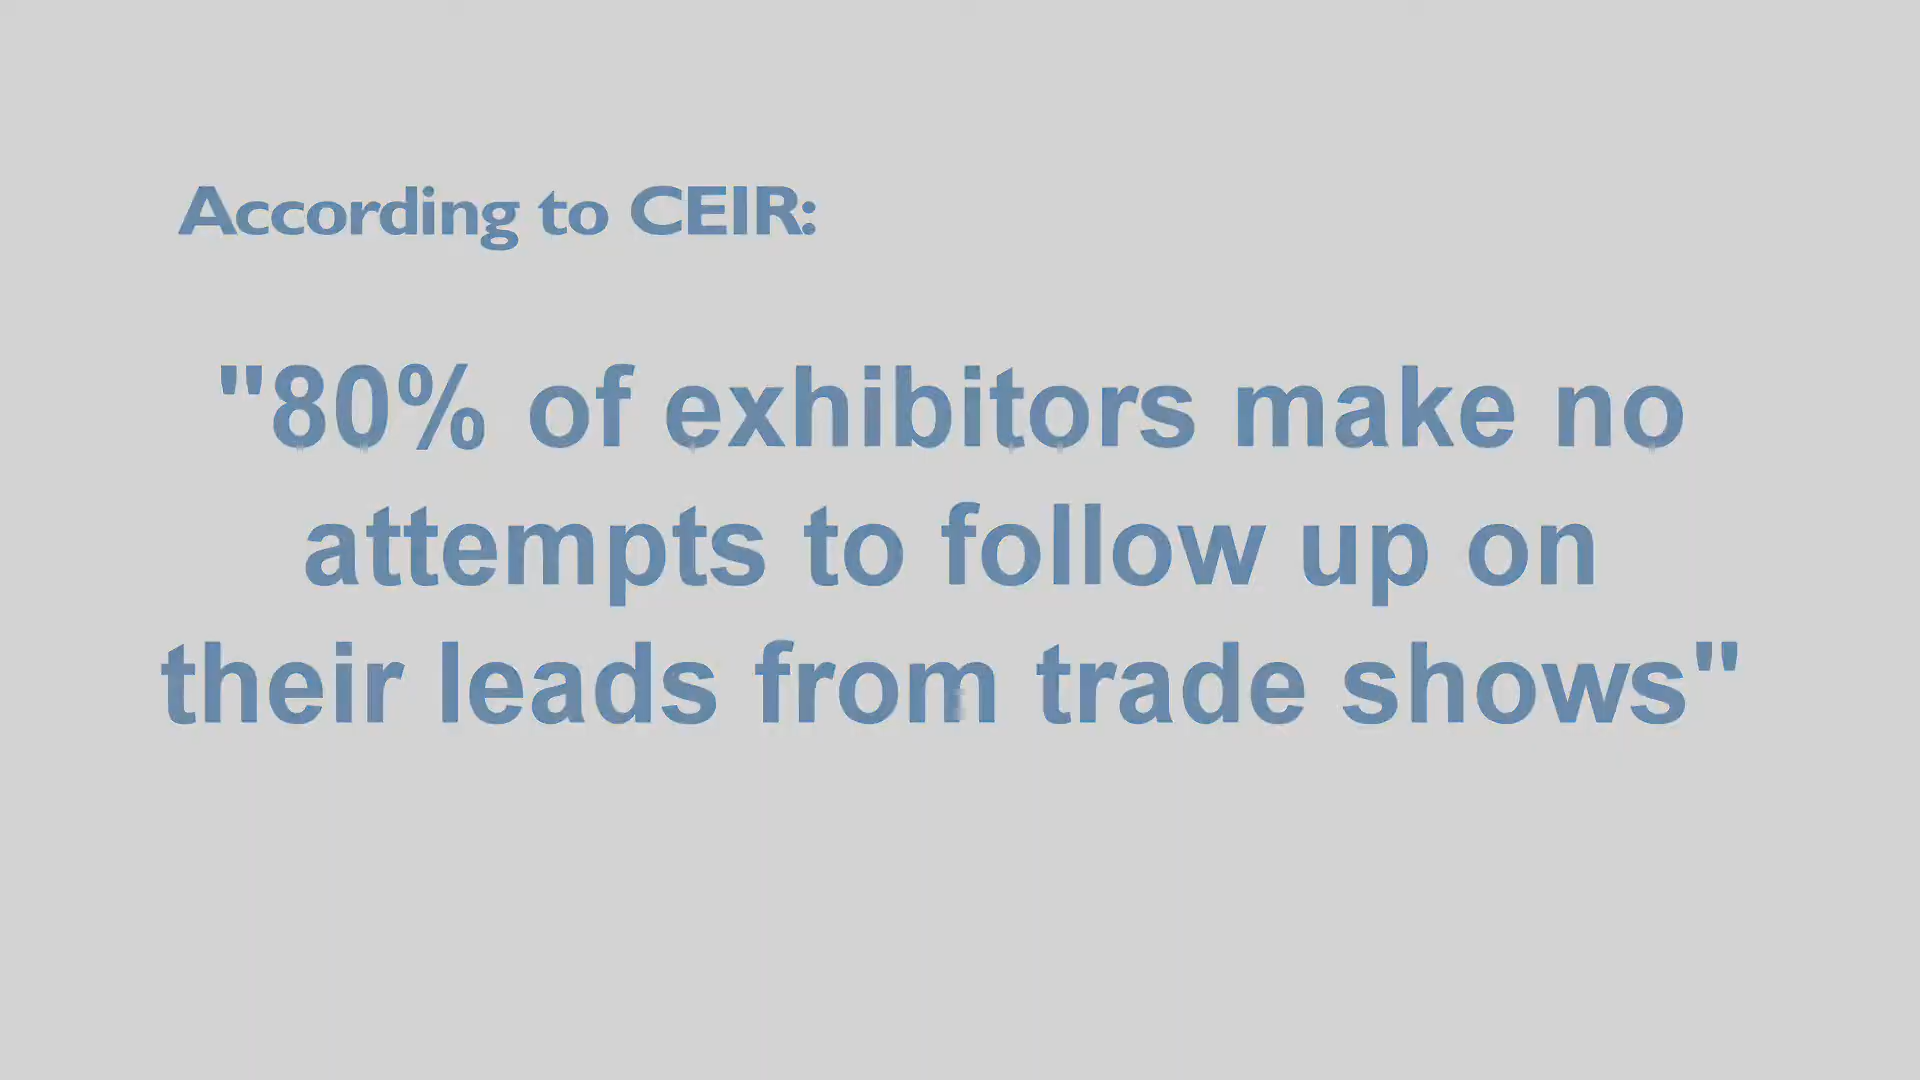 According to CEIR:
"80% of exhibitors make no
attempts to follow up on
their leads from trade shows"